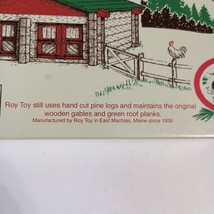 Roy Toy still uses hand cut pine logs and maintains the original
wooden gables and green roof planks.
Manufactured by Roy Toy in East Machias, Maine since 1930